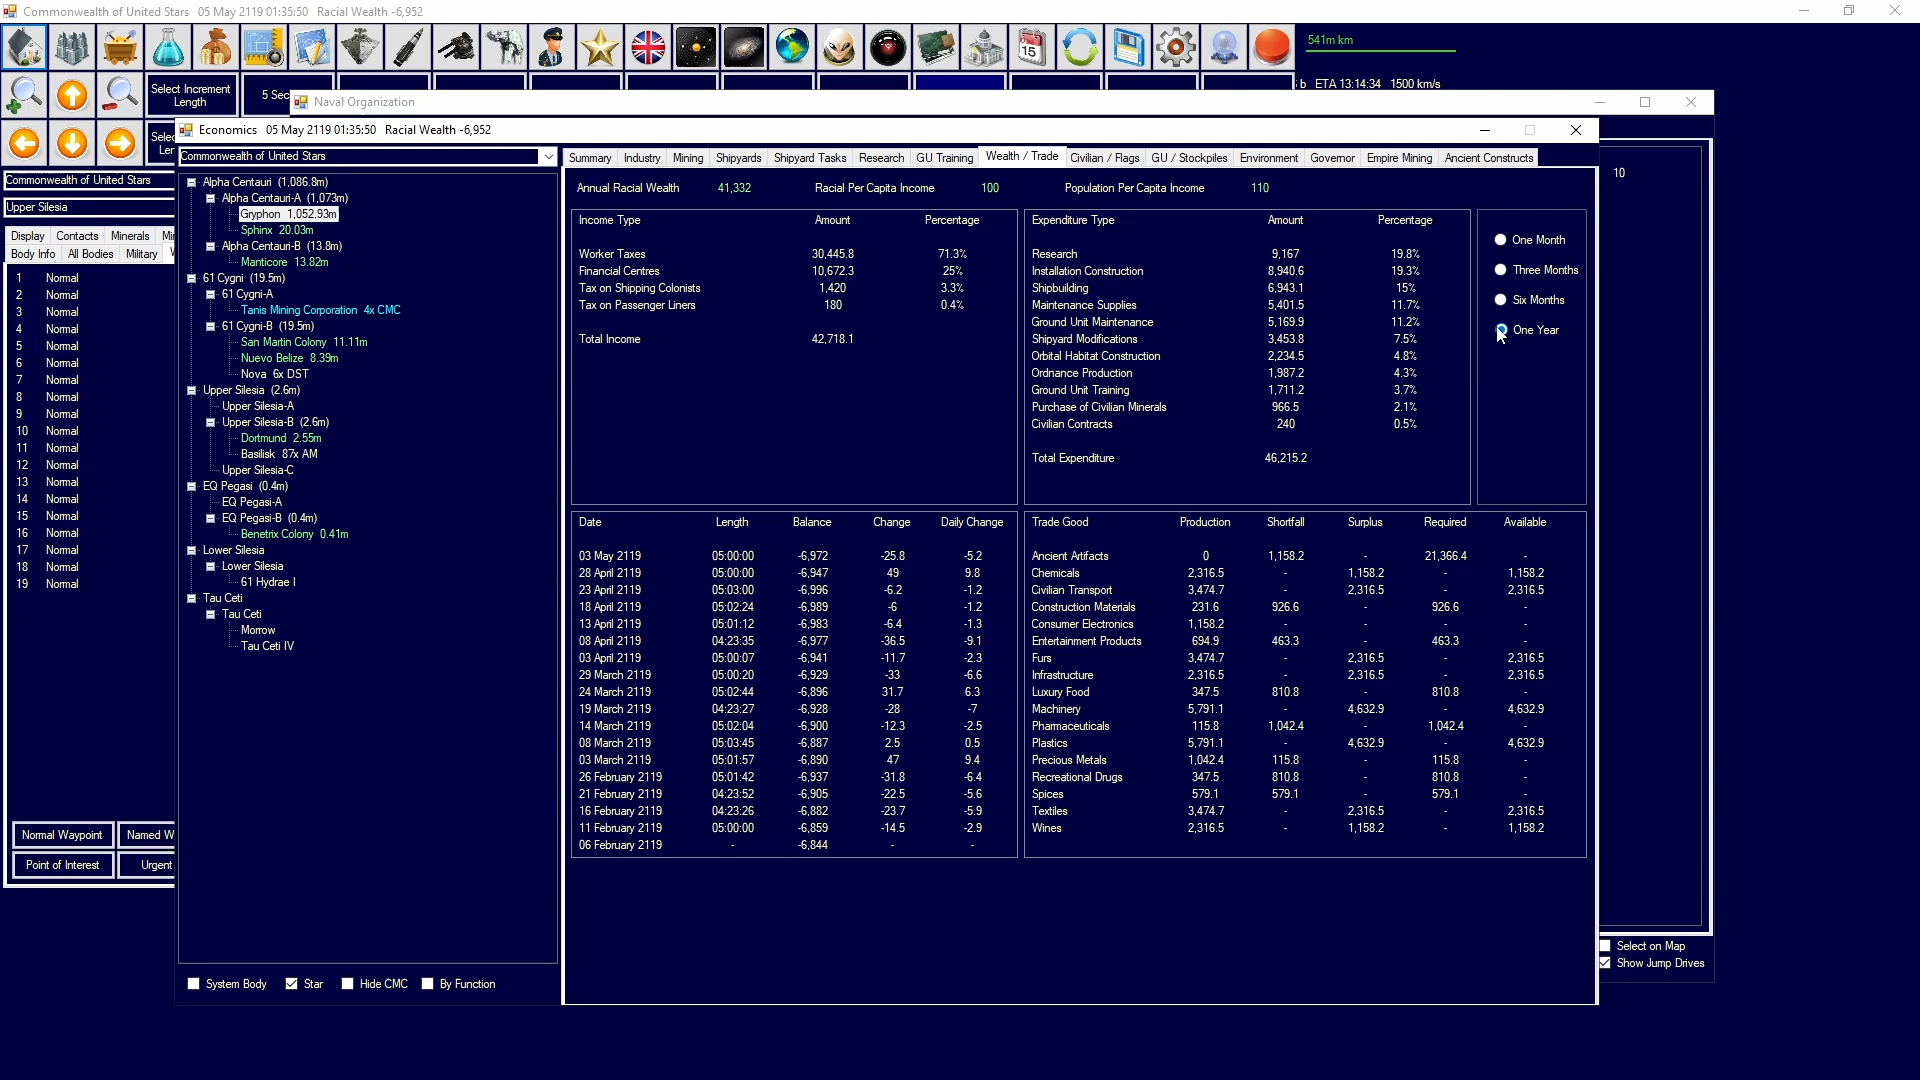 Commonwealth of United Stars   05 May 2119 01:35:50   Racial Wealth -6,952
15
541m km
Select Increment Length
5 Sec
b   ETA 13:14:34   1500 km/s
Naval Organization
Economics   05 May 2119 01:35:50   Racial Wealth -6,952
Commonwealth of United Stars
Upper Silesia
Display   Contacts   Minerals
Body Info   All Bodies   Military
1   Normal
2   Normal
3   Normal
4   Normal
5   Normal
6   Normal
7   Normal
8   Normal
9   Normal
10   Normal
11   Normal
12   Normal
13   Normal
14   Normal
15   Normal
16   Normal
17   Normal
18   Normal
19   Normal
Normal Waypoint   Named W
Point of Interest   Urgent
Commonwealth of United Stars
Alpha Centauri (1,086.8m)
Alpha Centauri-A (1,073m)
Gryphon 1,052.93m
Sphinx 20.03m
Alpha Centauri-B (13.8m)
Manticore 13.82m
61 Cygni (19.5m)
61 Cygni-A
Tanis Mining Corporation 4x CMC
61 Cygni-B (19.5m)
San Martin Colony 11.11m
Nuevo Belize 8.39m
Nova 6x DST
Upper Silesia (2.6m)
Upper Silesia-A
Upper Silesia-B (2.6m)
Dortmund 2.55m
Basilisk 87x AM
Upper Silesia-C
EQ Pegasi (0.4m)
EQ Pegasi-A
EQ Pegasi-B (0.4m)
Benetrix Colony 0.41m
Lower Silesia
Lower Silesia
61 Hydrae I
Tau Ceti
Tau Ceti
Morrow
Tau Ceti IV
System Body   Star   Hide CMC   By Function
Summary   Industry   Mining   Shipyards   Shipyard Tasks   Research   GU Training   Wealth / Trade   Civilian / Flags   GU / Stockpiles   Environment   Governor   Empire Mining   Ancient Constructs
Annual Racial Wealth   41,332   Racial Per Capita Income   100   Population Per Capita Income   110
Income Type   Amount   Percentage
Worker Taxes   30,445.8   71.3%
Financial Centres   10,672.3   25%
Tax on Shipping Colonists   1,420   3.3%
Tax on Passenger Liners   180   0.4%
Total Income   42,718.1
Expenditure Type   Amount   Percentage
Research   9,167   19.8%
Installation Construction   8,940.6   19.3%
Shipbuilding   6,943.1   15%
Maintenance Supplies   5,401.5   11.7%
Ground Unit Maintenance   5,169.9   11.2%
Shipyard Modifications   3,453.8   7.5%
Orbital Habitat Construction   2,234.5   4.8%
Ordnance Production   1,987.2   4.3%
Ground Unit Training   1,711.2   3.7%
Purchase of Civilian Minerals   966.5   2.1%
Civilian Contracts   240   0.5%
Total Expenditure   46,215.2
One Month
Three Months
Six Months
One Year
Date   Length   Balance   Change   Daily Change
03 May 2119   05:00:00   -6,972   -25.8   -5.2
28 April 2119   05:00:00   -6,947   49   9.8
23 April 2119   05:03:00   -6,996   -6.2   -1.2
18 April 2119   05:02:24   -6,989   -6   -1.2
13 April 2119   05:01:12   -6,983   -6.4   -1.3
08 April 2119   04:23:35   -6,977   -36.5   -9.1
03 April 2119   05:00:07   -6,941   -11.7   -2.3
29 March 2119   05:00:20   -6,929   -33   -6.6
24 March 2119   05:02:44   -6,896   31.7   6.3
19 March 2119   04:23:27   -6,928   -28   -7
14 March 2119   05:02:04   -6,900   -12.3   -2.5
08 March 2119   05:03:45   -6,887   2.5   0.5
03 March 2119   05:01:57   -6,890   47   9.4
26 February 2119   05:01:42   -6,937   -31.8   -6.4
21 February 2119   04:23:52   -6,905   -22.5   -5.6
16 February 2119   04:23:26   -6,882   -23.7   -5.9
11 February 2119   05:00:00   -6,859   -14.5   -2.9
06 February 2119   -   -6,844   -   -
Trade Good   Production   Shortfall   Surplus   Required   Available
Ancient Artifacts   0   1,158.2   -   21,366.4   -
Chemicals   2,316.5   -   1,158.2   -   1,158.2
Civilian Transport   3,474.7   -   2,316.5   -   2,316.5
Construction Materials   231.6   926.6   -   926.6   -
Consumer Electronics   1,158.2   -   -   -   -
Entertainment Products   694.9   463.3   -   463.3   -
Furs   3,474.7   -   2,316.5   -   2,316.5
Infrastructure   2,316.5   -   2,316.5   -   2,316.5
Luxury Food   347.5   810.8   -   810.8   -
Machinery   5,791.1   -   4,632.9   -   4,632.9
Pharmaceuticals   115.8   1,042.4   -   1,042.4   -
Plastics   5,791.1   -   4,632.9   -   4,632.9
Precious Metals   1,042.4   115.8   -   115.8   -
Recreational Drugs   347.5   810.8   -   810.8   -
Spices   579.1   579.1   -   579.1   -
Textiles   3,474.7   -   2,316.5   -   2,316.5
Wines   2,316.5   -   1,158.2   -   1,158.2
10
Select on Map
Show Jump Drives